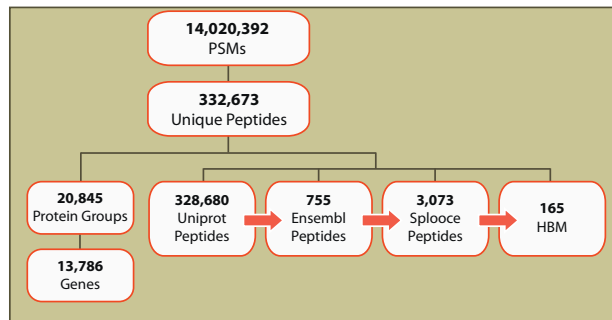 14,020,392
PSMs
332,673
Unique Peptides
20,845
Protein Groups
13,786
Genes
328,680
Uniprot
Peptides
755
Ensembl
Peptides
3,073
Splooce
Peptides
165
HBM